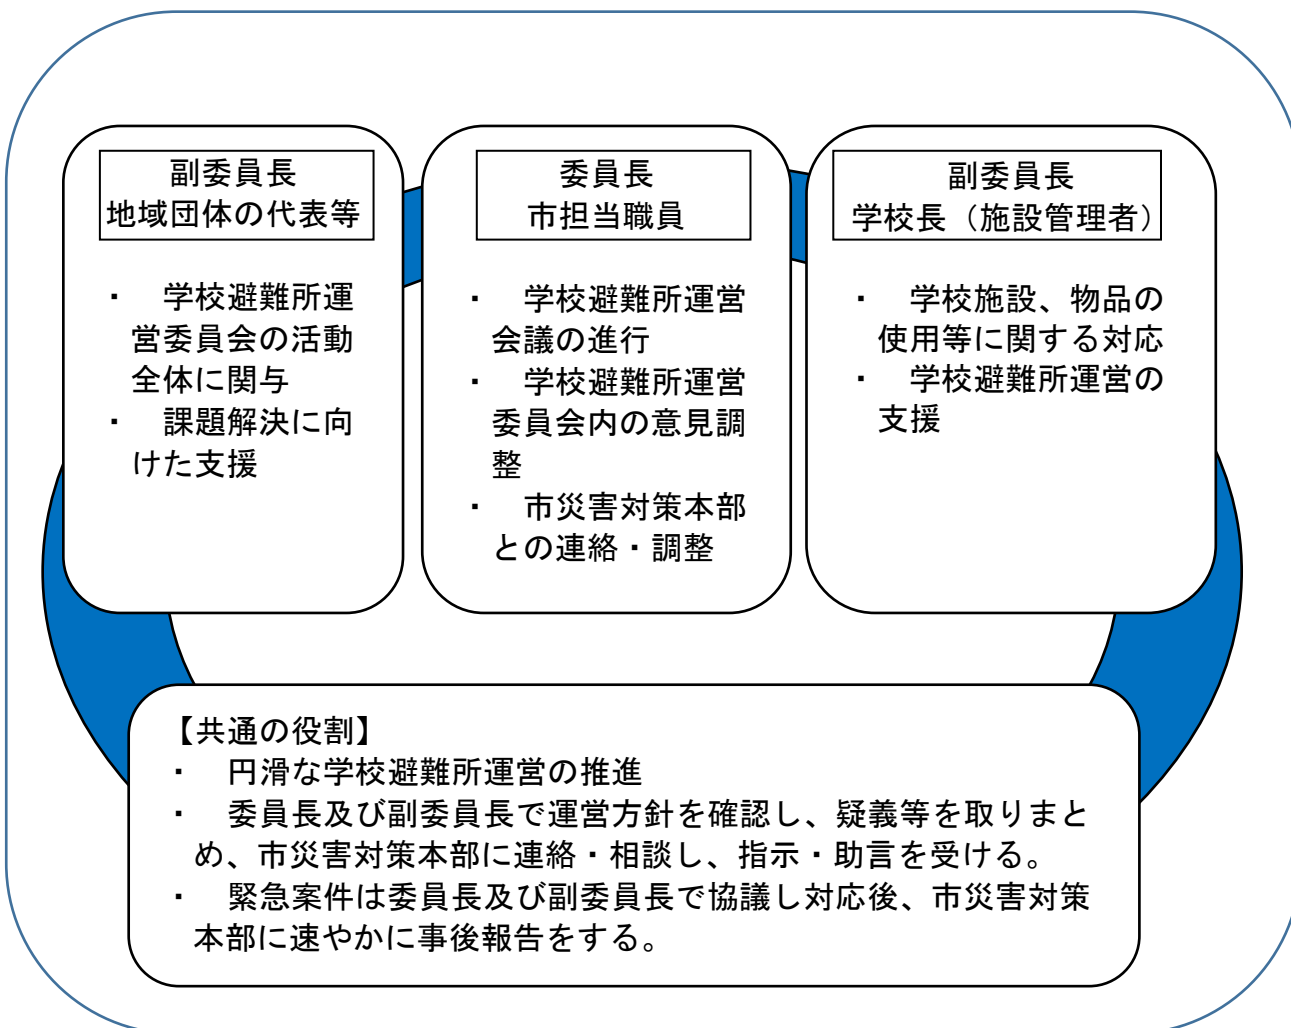 副委員長
地域団体の代表等
・　学校避難所運
営委員会の活動
全体に関与
・　課題解決に向
けた支援
委員長
市担当職員
・　学校避難所運営
会議の進行
・　学校避難所運営
委員会内の意見調
整
・　市災害対策本部
との連絡・調整
副委員長
学校長（施設管理者）
・　学校施設、物品の
使用等に関する対応
・　学校避難所運営の
支援
【共通の役割】
・　円滑な学校避難所運営の推進
・　委員長及び副委員長で運営方針を確認し、疑義等を取りまと
め、市災害対策本部に連絡・相談し、指示・助言を受ける。
・　緊急案件は委員長及び副委員長で協議し対応後、市災害対策
本部に速やかに事後報告をする。